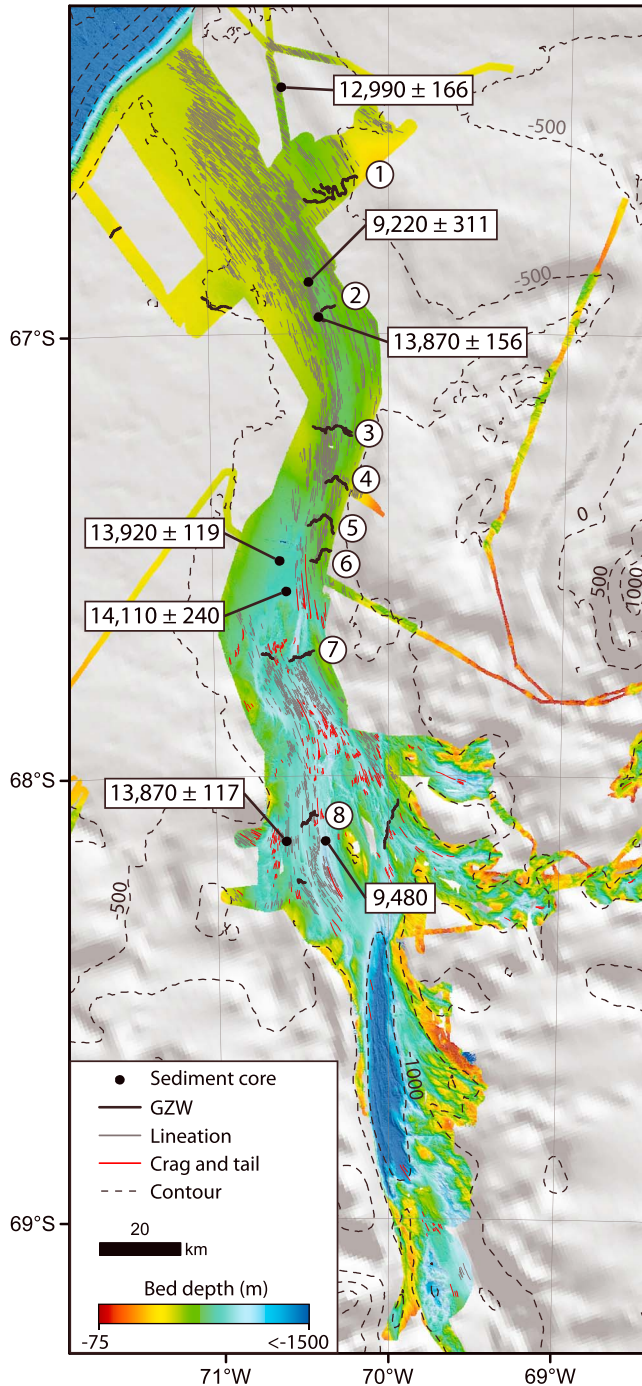 12,990 ± 166
-500
1
9,220 ± 311
-500
2
67°S
13,870 ± 156
3
4
0
5
13,920 ± 119
6
500
1000
14,110 ± 240
7
68°S
13,870 ± 117
8
-500
9,480
-1000
Sediment core
GZW
Lineation
Crag and tail
Contour
69°S
20
km
Bed depth (m)
-75
<-1500
71°W
70°W
69°W